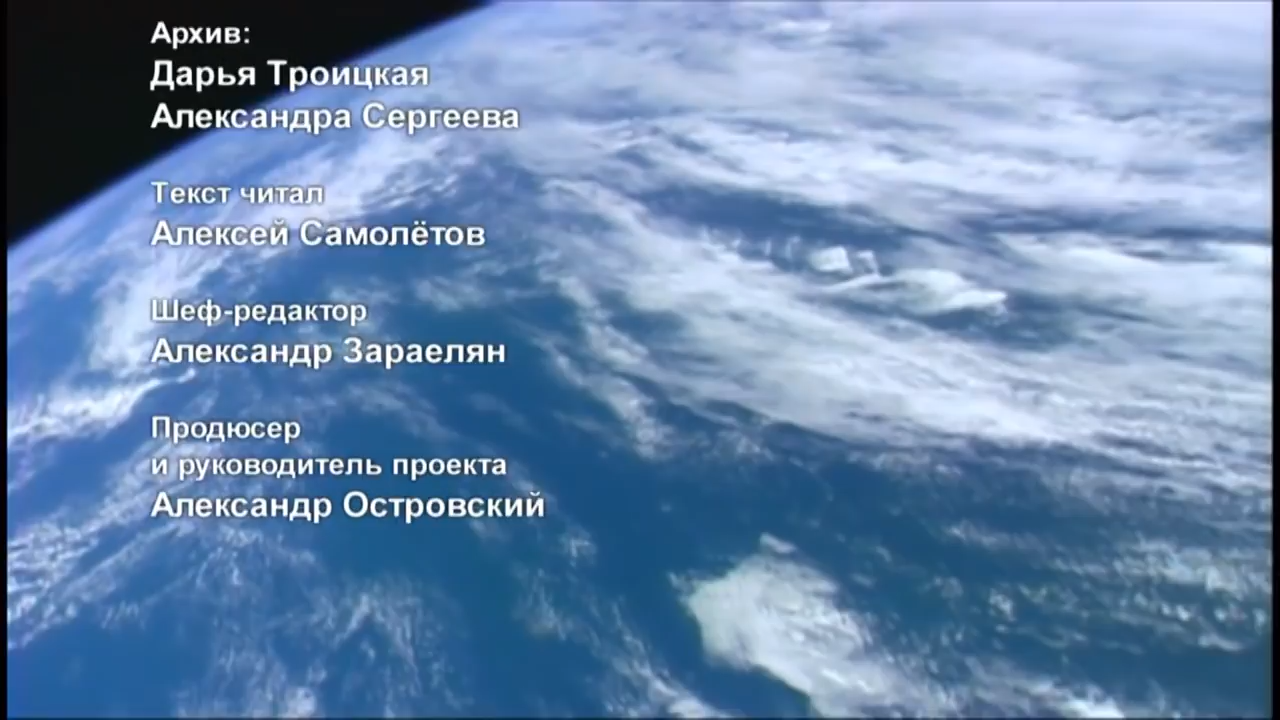 Архив:
Дарья Троицкая
Александра Сергеева
Текст читал
Алексей Самолётов
Шеф-редактор
Александр Зараелян
Продюсер
и руководитель проекта
Александр Островский